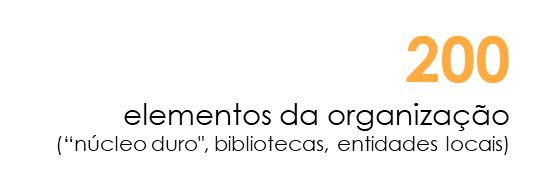 200
elementos da organização
(“núcleo duro", bibliotecas, entidades locais)